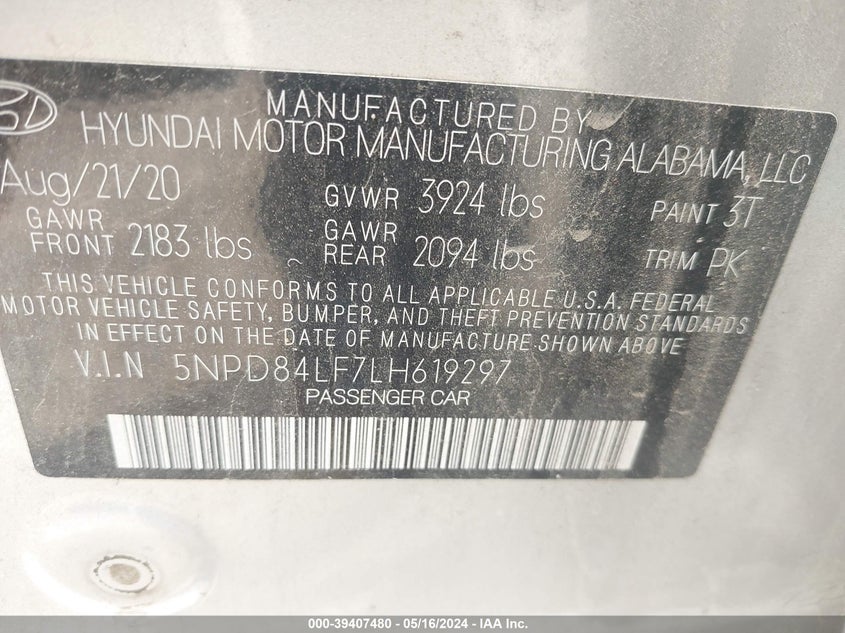 MANUFACTURED BY
HYUNDAI MOTOR MANUFACTURING ALABAMA, LLC
Aug/21/20 GVWR 3924 lbs PAINT 3T
GAWR FRONT 2183 lbs GAWR REAR 2094 lbs TRIM PK
THIS VEHICLE CONFORMS TO ALL APPLICABLE U.S.A. FEDERAL
MOTOR VEHICLE SAFETY, BUMPER, AND THEFT PREVENTION STANDARDS
IN EFFECT ON THE DATE OF MANUFACTURE SHOWN ABOVE.
V.I.N 5NPD84LF7LH619297
PASSENGER CAR
000-39407480 - 05/16/2024 - IAA Inc.